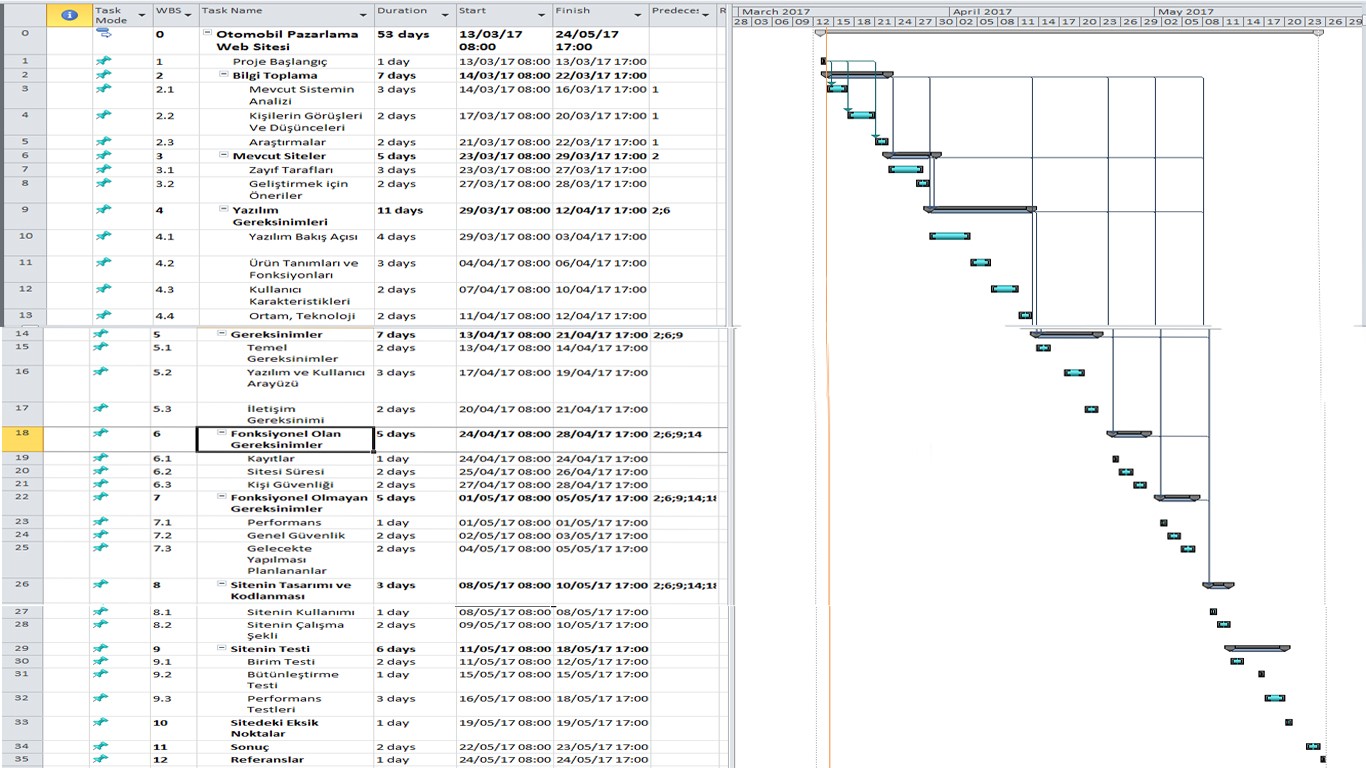 Task Mode WBS Task Name Duration Start Finish Predeces R
March 2017 April 2017 May 2017
28 03 06 09 12 15 18 21 24 27 30 02 05 08 11 14 17 20 23 26 29 02 05 08 11 14 17 20 23 26 29
0 0 Otomobil Pazarlama 53 days 13/03/17 24/05/17
Web Sitesi 08:00 17:00
1 1 Proje Başlangıç 1 day 13/03/17 08:00 13/03/17 17:00
2 2 Bilgi Toplama 7 days 14/03/17 08:00 22/03/17 17:00
3 2.1 Mevcut Sistemin 3 days 14/03/17 08:00 16/03/17 17:00 1
Analizi
4 2.2 Kişilerin Görüşleri 2 days 17/03/17 08:00 20/03/17 17:00 1
Ve Düşünceleri
5 2.3 Araştırmalar 2 days 21/03/17 08:00 22/03/17 17:00 1
6 3 Mevcut Siteler 5 days 23/03/17 08:00 29/03/17 17:00 2
7 3.1 Zayıf Tarafları 3 days 23/03/17 08:00 27/03/17 17:00
8 3.2 Geliştirmek için 2 days 27/03/17 08:00 28/03/17 17:00
Öneriler
9 4 Yazılım 11 days 29/03/17 08:00 12/04/17 17:00 2;6
Gereksinimleri
10 4.1 Yazılım Bakış Açısı 4 days 29/03/17 08:00 03/04/17 17:00
11 4.2 Ürün Tanımları ve 3 days 04/04/17 08:00 06/04/17 17:00
Fonksiyonları
12 4.3 Kullanıcı 2 days 07/04/17 08:00 10/04/17 17:00
Karakteristikleri
13 4.4 Ortam, Teknoloji 2 days 11/04/17 08:00 12/04/17 17:00
14 5 Gereksinimler 7 days 13/04/17 08:00 21/04/17 17:00 2;6;9
15 5.1 Temel 2 days 13/04/17 08:00 14/04/17 17:00
Gereksinimler
16 5.2 Yazılım ve Kullanıcı 3 days 17/04/17 08:00 19/04/17 17:00
Arayüzü
17 5.3 İletişim 2 days 20/04/17 08:00 21/04/17 17:00
Gereksinimi
18 6 Fonksiyonel Olan 5 days 24/04/17 08:00 28/04/17 17:00 2;6;9;14
Gereksinimler
19 6.1 Kayıtlar 1 day 24/04/17 08:00 24/04/17 17:00
20 6.2 Sitesi Süresi 2 days 25/04/17 08:00 26/04/17 17:00
21 6.3 Kişi Güvenliği 2 days 27/04/17 08:00 28/04/17 17:00
22 7 Fonksiyonel Olmayan 5 days 01/05/17 08:00 05/05/17 17:00 2;6;9;14;18
Gereksinimler
23 7.1 Performans 1 day 01/05/17 08:00 01/05/17 17:00
24 7.2 Genel Güvenlik 2 days 02/05/17 08:00 03/05/17 17:00
25 7.3 Gelecekte 2 days 04/05/17 08:00 05/05/17 17:00
Yapılması
Planlananlar
26 8 Sitenin Tasarımı ve 3 days 08/05/17 08:00 10/05/17 17:00 2;6;9;14;18
Kodlanması
27 8.1 Sitenin Kullanımı 1 day 08/05/17 08:00 08/05/17 17:00
28 8.2 Sitenin Çalışma 2 days 09/05/17 08:00 10/05/17 17:00
Şekli
29 9 Sitenin Testi 6 days 11/05/17 08:00 18/05/17 17:00
30 9.1 Birim Testi 2 days 11/05/17 08:00 12/05/17 17:00
31 9.2 Bütünleştirme 1 day 15/05/17 08:00 15/05/17 17:00
Testi
32 9.3 Performans 3 days 16/05/17 08:00 18/05/17 17:00
Testleri
33 10 Sitedeki Eksik 1 day 19/05/17 08:00 19/05/17 17:00
Noktalar
34 11 Sonuç 2 days 22/05/17 08:00 23/05/17 17:00
35 12 Referanslar 1 day 24/05/17 08:00 24/05/17 17:00